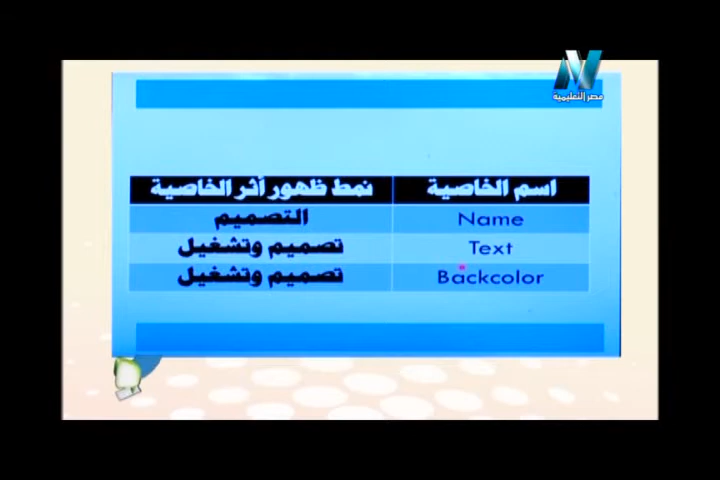 مصر التعليمية
اسم الخاصية نمط ظهور أثر الخاصية
Name التصميم
Text تصميم وتشغيل
Backcolor تصميم وتشغيل